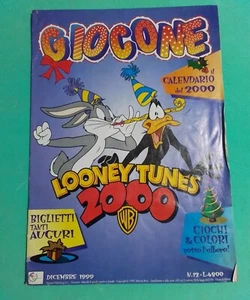 GIOCONE
il
CALENDARIO
del 2000
LOONEY TUNES
2000
WB
BIGLIETTI
TANTI
AUGURI
GIOCHI
& COLORI
sotto l'albero!
DICEMBRE 1999
N.12 - L.4800